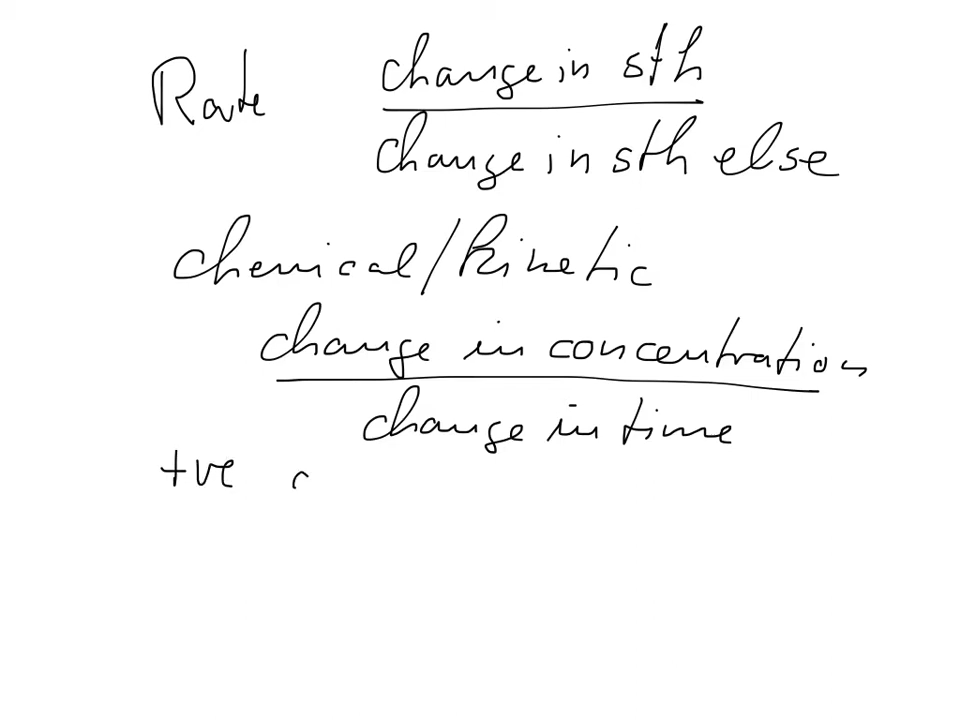 Rate change in sth
change in sth else
chemical/kinetic
change in concentration
change in time
+ve c